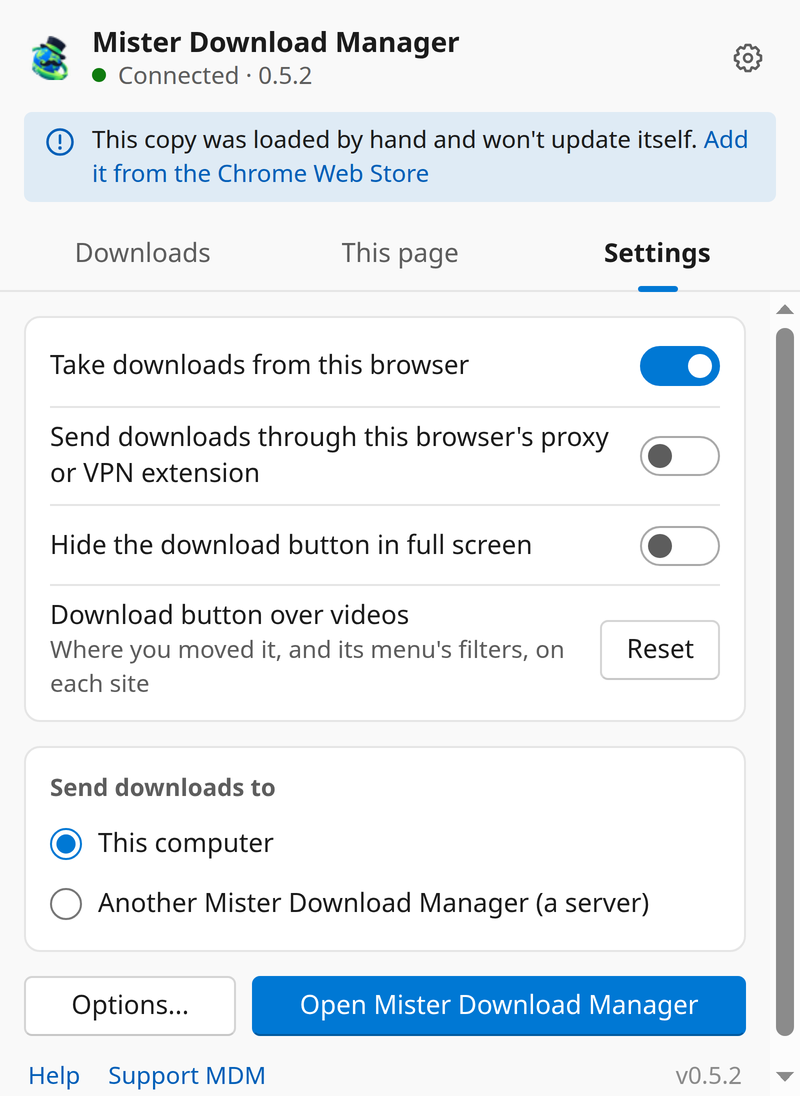 Mister Download Manager
Connected · 0.5.2
This copy was loaded by hand and won't update itself. Add
it from the Chrome Web Store
Downloads
This page
Settings
Take downloads from this browser
Send downloads through this browser's proxy
or VPN extension
Hide the download button in full screen
Download button over videos
Where you moved it, and its menu's filters, on
each site
Reset
Send downloads to
This computer
Another Mister Download Manager (a server)
Options...
Open Mister Download Manager
Help
Support MDM
v0.5.2